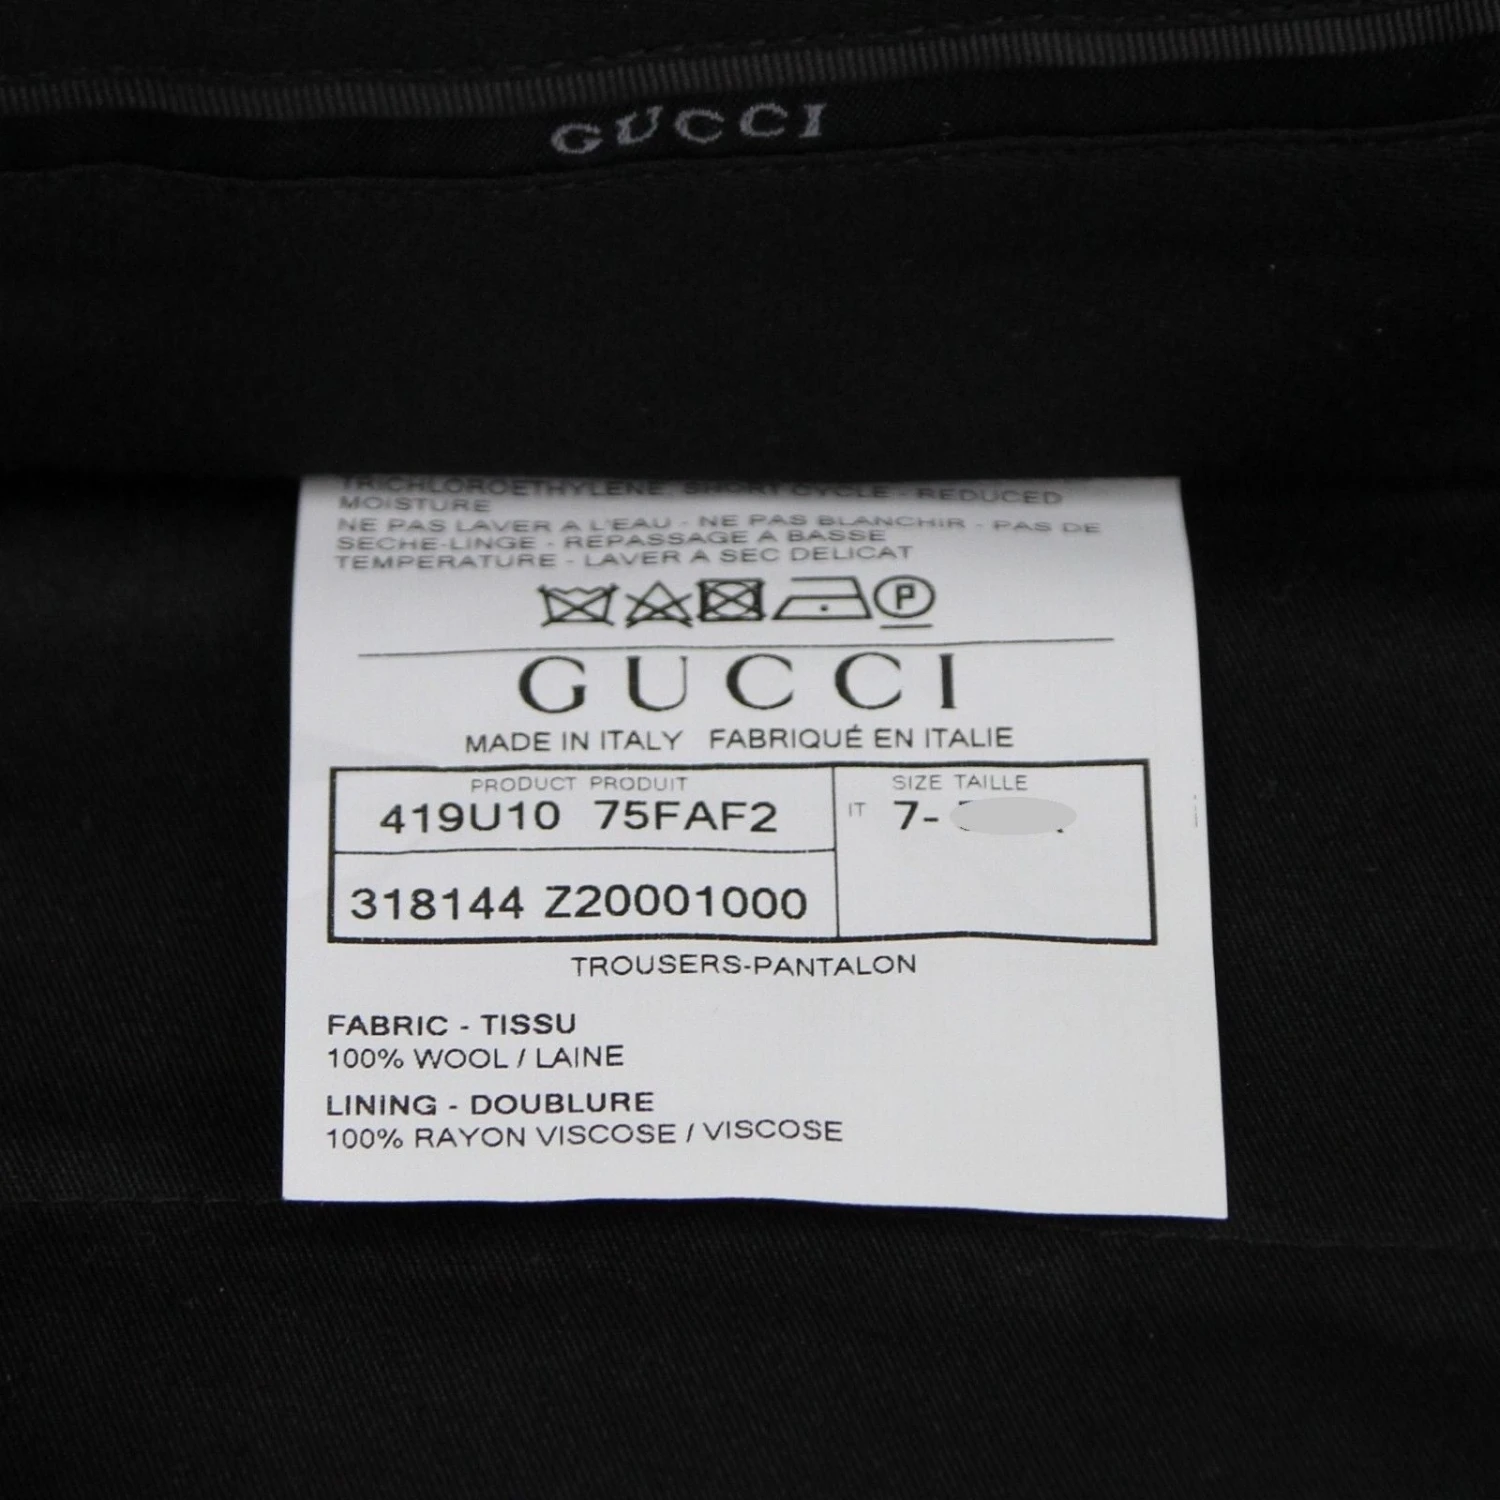 GUCCI
TRICHLOROETHYLENE, SHORT CYCLE - REDUCED
MOISTURE
NE PAS LAVER A L'EAU - NE PAS BLANCHIR - PAS DE
SECHE-LINGE - REPASSAGE A BASSE
TEMPERATURE - LAVER A SEC DELICAT
P
GUCCI
MADE IN ITALY FABRIQUÉ EN ITALIE
PRODUCT PRODUIT
419U10 75FAF2
318144 Z20001000
SIZE TAILLE
IT 7-
TROUSERS-PANTALON
FABRIC - TISSU
100% WOOL / LAINE
LINING - DOUBLURE
100% RAYON VISCOSE / VISCOSE